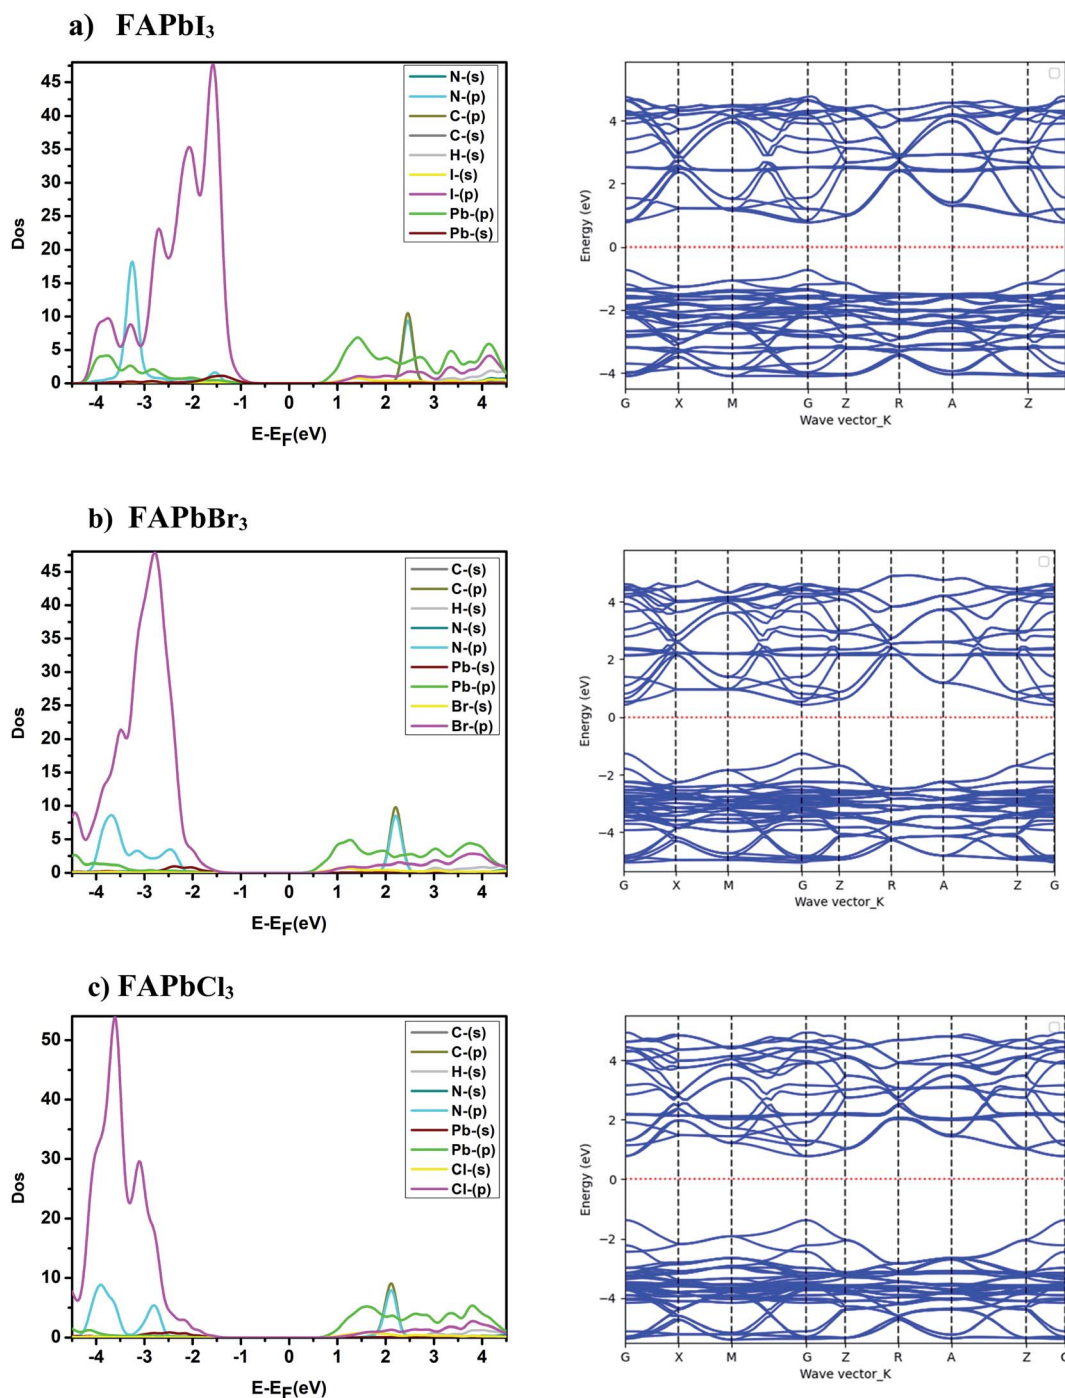 a) FAPbI3
N-(s)
N-(p)
C-(p)
C-(s)
H-(s)
I-(s)
I-(p)
Pb-(p)
Pb-(s)
Dos
45
40
35
30
25
20
15
10
5
0
-4 -3 -2 -1 0 1 2 3 4
E-EF(eV)
Energy (eV)
4
2
0
−2
−4
G X M G Z R A Z
Wave vector_K
b) FAPbBr3
C-(s)
C-(p)
H-(s)
N-(s)
N-(p)
Pb-(s)
Pb-(p)
Br-(s)
Br-(p)
Dos
45
40
35
30
25
20
15
10
5
0
-4 -3 -2 -1 0 1 2 3 4
E-EF(eV)
Energy (eV)
4
2
0
−2
−4
G X M G Z R A Z G
Wave vector_K
c) FAPbCl3
C-(s)
C-(p)
H-(s)
N-(s)
N-(p)
Pb-(s)
Pb-(p)
Cl-(s)
Cl-(p)
Dos
50
40
30
20
10
0
-4 -3 -2 -1 0 1 2 3 4
E-EF(eV)
Energy (eV)
4
2
0
−2
−4
G X M G Z R A Z
Wave vector_K